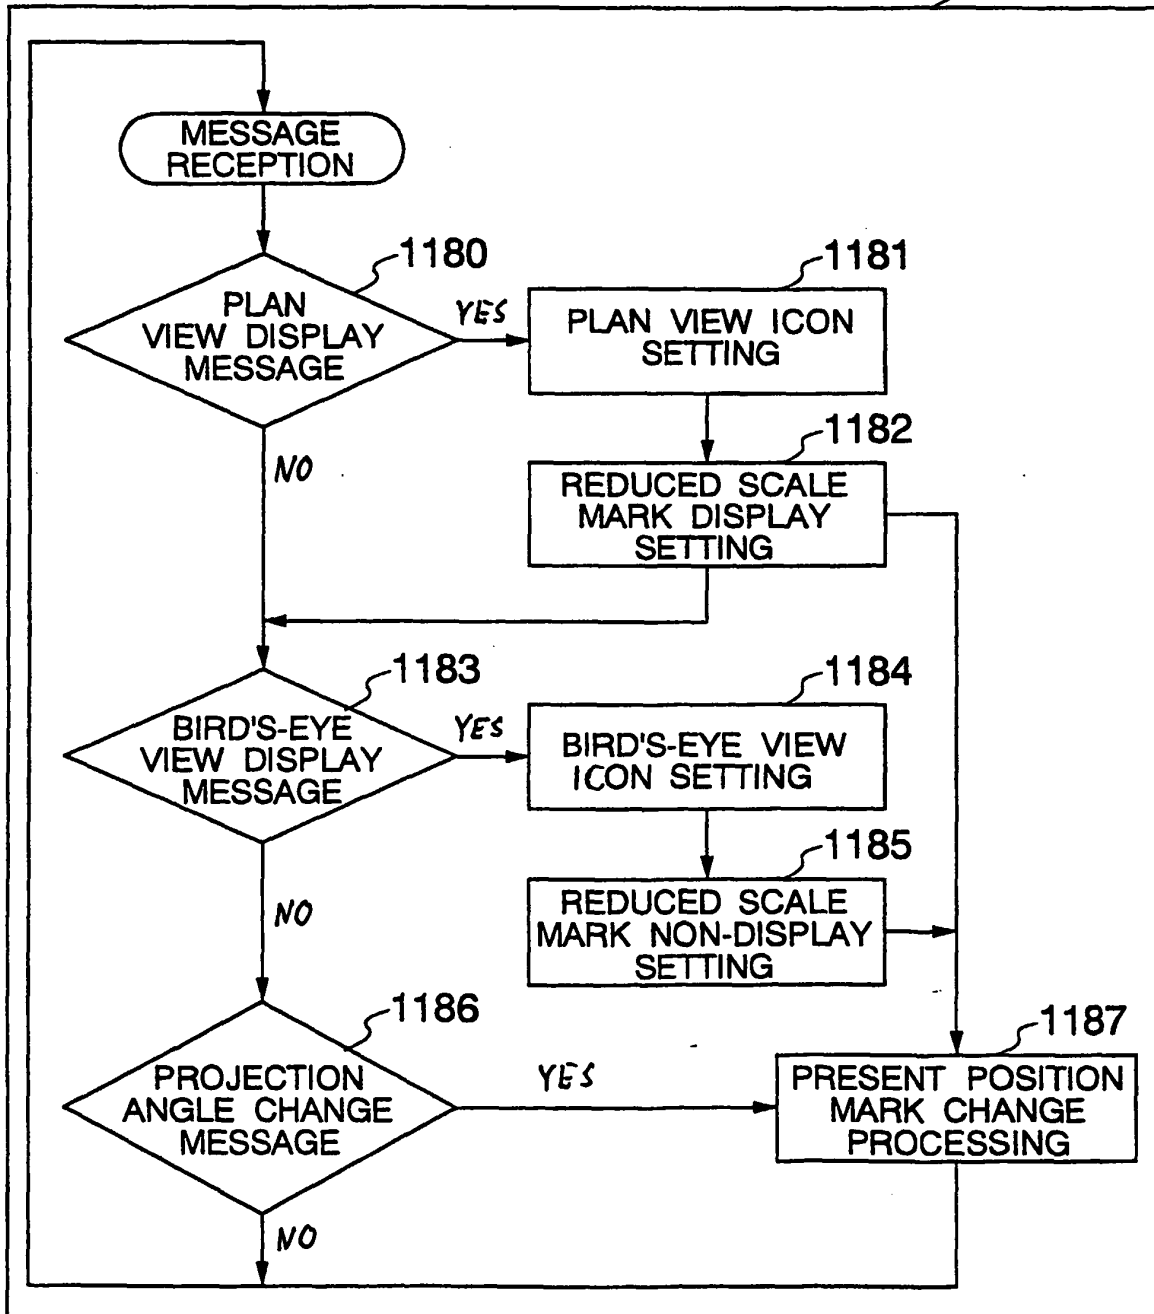 MESSAGE
RECEPTION
1180
PLAN
VIEW DISPLAY
MESSAGE
YES
1181
PLAN VIEW ICON
SETTING
NO
1182
REDUCED SCALE
MARK DISPLAY
SETTING
1183
BIRD'S-EYE
VIEW DISPLAY
MESSAGE
YES
1184
BIRD'S-EYE VIEW
ICON SETTING
NO
1185
REDUCED SCALE
MARK NON-DISPLAY
SETTING
1186
PROJECTION
ANGLE CHANGE
MESSAGE
YES
1187
PRESENT POSITION
MARK CHANGE
PROCESSING
NO